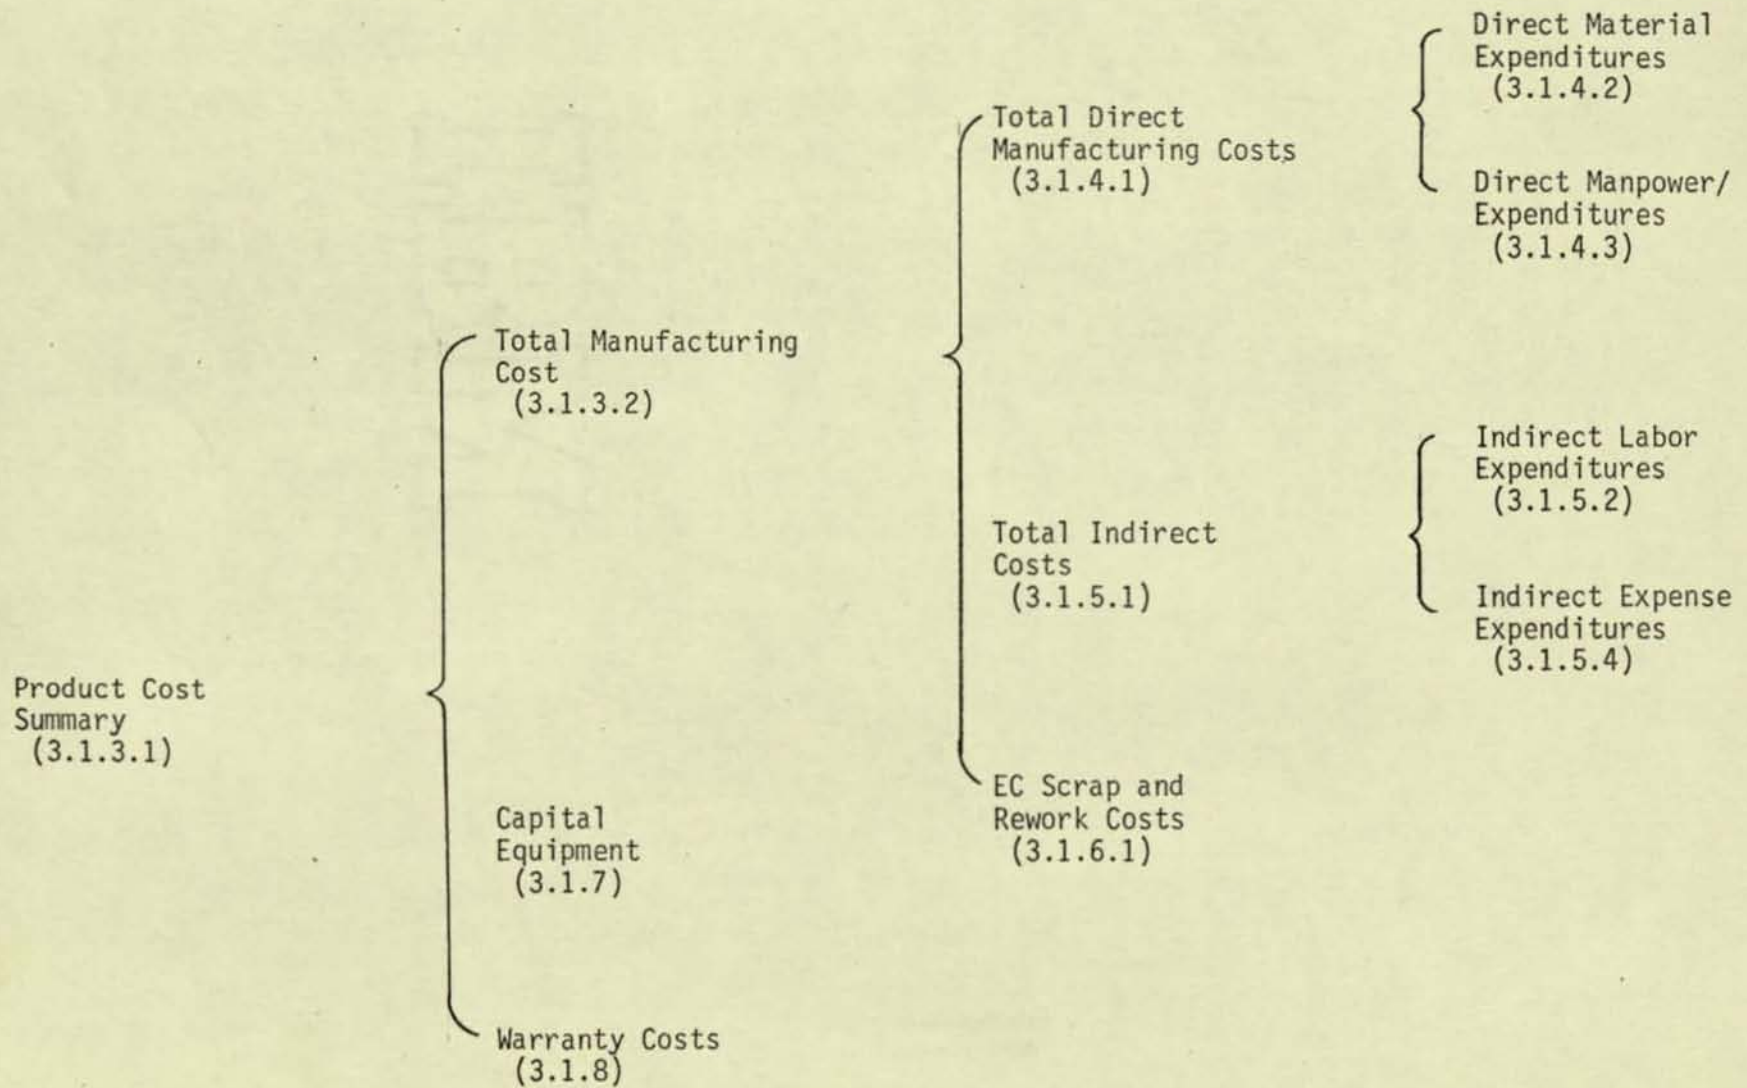 Product Cost
Summary
(3.1.3.1)
Total Manufacturing
Cost
(3.1.3.2)
Capital
Equipment
(3.1.7)
Warranty Costs
(3.1.8)
Total Direct
Manufacturing Costs
(3.1.4.1)
Total Indirect
Costs
(3.1.5.1)
EC Scrap and
Rework Costs
(3.1.6.1)
Direct Material
Expenditures
(3.1.4.2)
Direct Manpower/
Expenditures
(3.1.4.3)
Indirect Labor
Expenditures
(3.1.5.2)
Indirect Expense
Expenditures
(3.1.5.4)